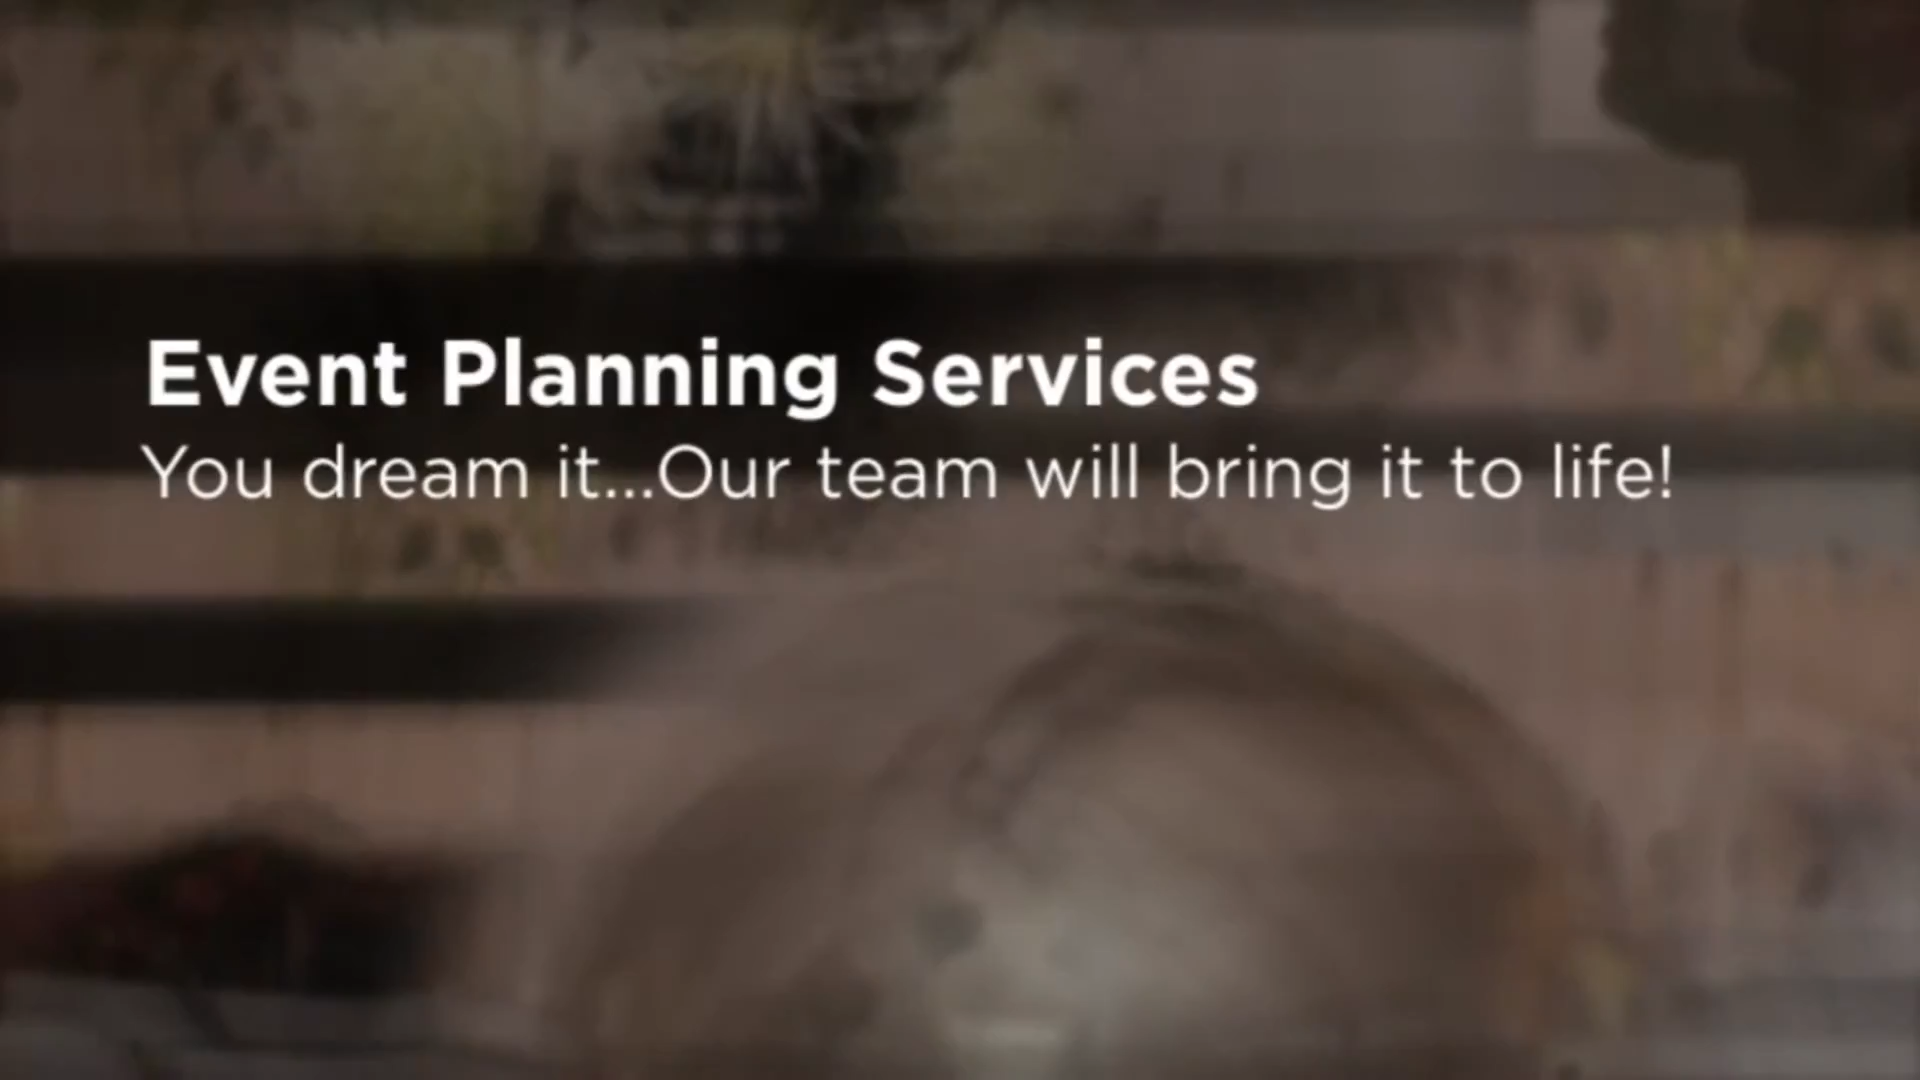 Event Planning Services
You dream it...Our team will bring it to life!